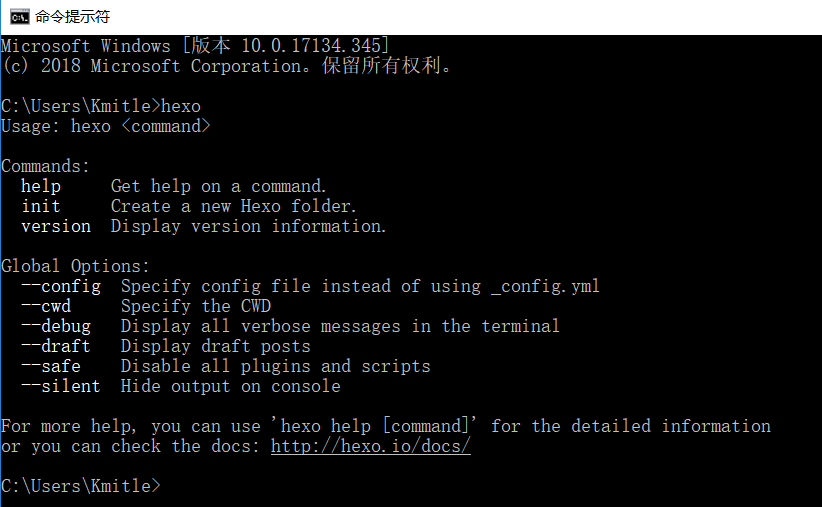 命令提示符
Microsoft Windows [版本 10.0.17134.345]
(c) 2018 Microsoft Corporation。保留所有权利。
C:\Users\Kmitle>hexo
Usage: hexo <command>
Commands:
help     Get help on a command.
init     Create a new Hexo folder.
version  Display version information.
Global Options:
--config  Specify config file instead of using _config.yml
--cwd     Specify the CWD
--debug   Display all verbose messages in the terminal
--draft   Display draft posts
--safe    Disable all plugins and scripts
--silent  Hide output on console
For more help, you can use 'hexo help [command]' for the detailed information
or you can check the docs: http://hexo.io/docs/
C:\Users\Kmitle>